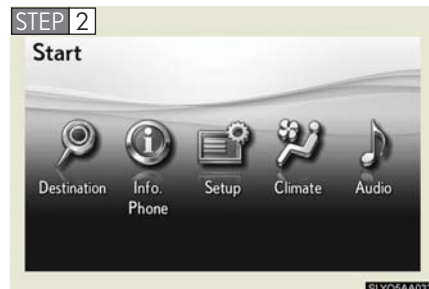 STEP 2
Start
Destination
Info.
Phone
Setup
Climate
Audio